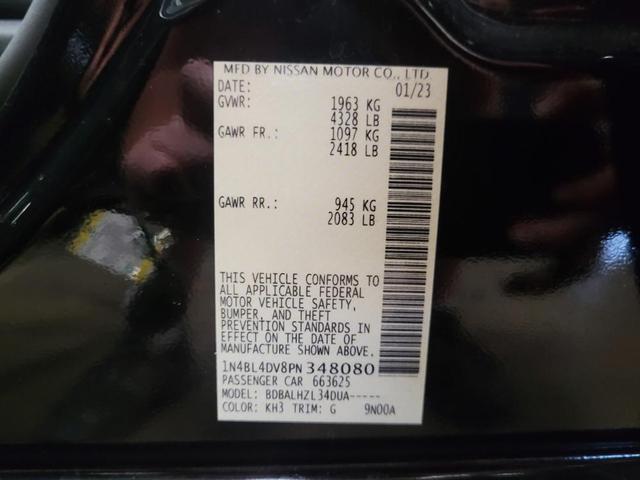 MFD BY NISSAN MOTOR CO., LTD.
DATE: 01/23
GVWR: 1963 KG
4328 LB
GAWR FR.: 1097 KG
2418 LB
GAWR RR.: 945 KG
2083 LB
THIS VEHICLE CONFORMS TO
ALL APPLICABLE FEDERAL
MOTOR VEHICLE SAFETY,
BUMPER, AND THEFT
PREVENTION STANDARDS IN
EFFECT ON THE DATE OF
MANUFACTURE SHOWN ABOVE.
1N4BL4DV8PN 348080
PASSENGER CAR 663625
MODEL: BDBALHZL34DUA-----
COLOR: KH3 TRIM: G 9N00A